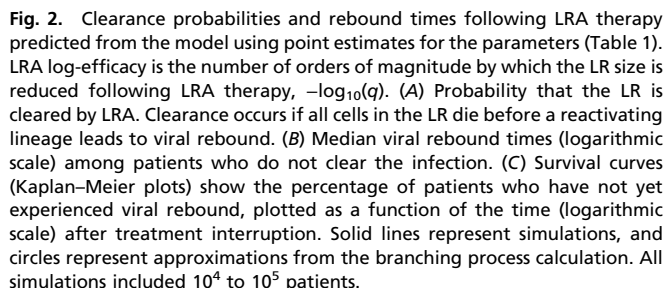 Fig. 2. Clearance probabilities and rebound times following LRA therapy
predicted from the model using point estimates for the parameters (Table 1).
LRA log-efficacy is the number of orders of magnitude by which the LR size is
reduced following LRA therapy, −log₁₀(q). (A) Probability that the LR is
cleared by LRA. Clearance occurs if all cells in the LR die before a reactivating
lineage leads to viral rebound. (B) Median viral rebound times (logarithmic
scale) among patients who do not clear the infection. (C) Survival curves
(Kaplan–Meier plots) show the percentage of patients who have not yet
experienced viral rebound, plotted as a function of the time (logarithmic
scale) after treatment interruption. Solid lines represent simulations, and
circles represent approximations from the branching process calculation. All
simulations included 10⁴ to 10⁵ patients.